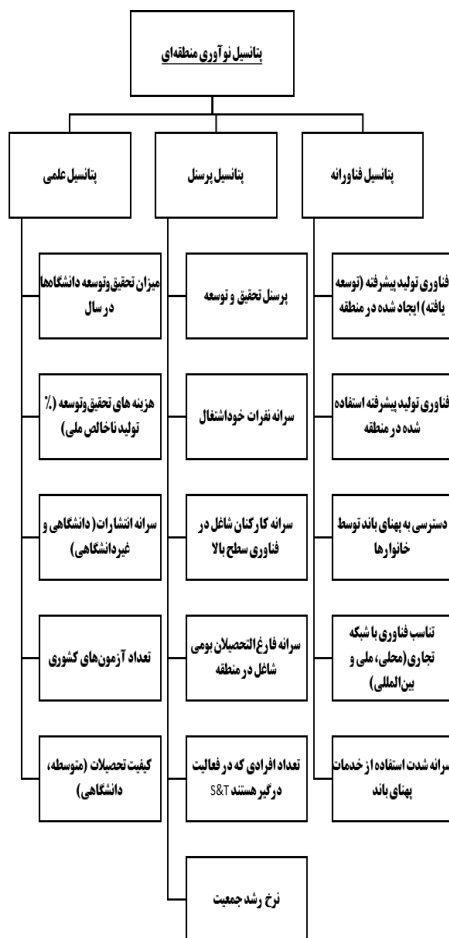 پتانسیل نوآوری منطقه‌ای
پتانسیل فناورانه
پتانسیل پرسنل
پتانسیل علمی
فناوری تولید پیشرفته (توسعه
یافته) ایجاد شده در منطقه
فناوری تولید پیشرفته استفاده
شده در منطقه
دسترسی به پهنای باند توسط
خانوارها
تناسب فناوری با شبکه
تجاری(محلی، ملی و
بین‌المللی)
سرانه شدت استفاده از خدمات
پهنای باند
پرسنل تحقیق و توسعه
سرانه نفرات خوداشتغال
سرانه کارکنان شاغل در
فناوری سطح بالا
سرانه فارغ‌التحصیلان بومی
شاغل در منطقه
تعداد افرادی که در فعالیت
S&T درگیر هستند
نرخ رشد جمعیت
میزان تحقیق‌وتوسعه دانشگاه‌ها
در سال
هزینه های تحقیق‌وتوسعه (٪
تولید ناخالص ملی)
سرانه انتشارات( دانشگاهی و
غیردانشگاهی)
تعداد آزمون‌های کشوری
کیفیت تحصیلات (متوسطه،
دانشگاهی)